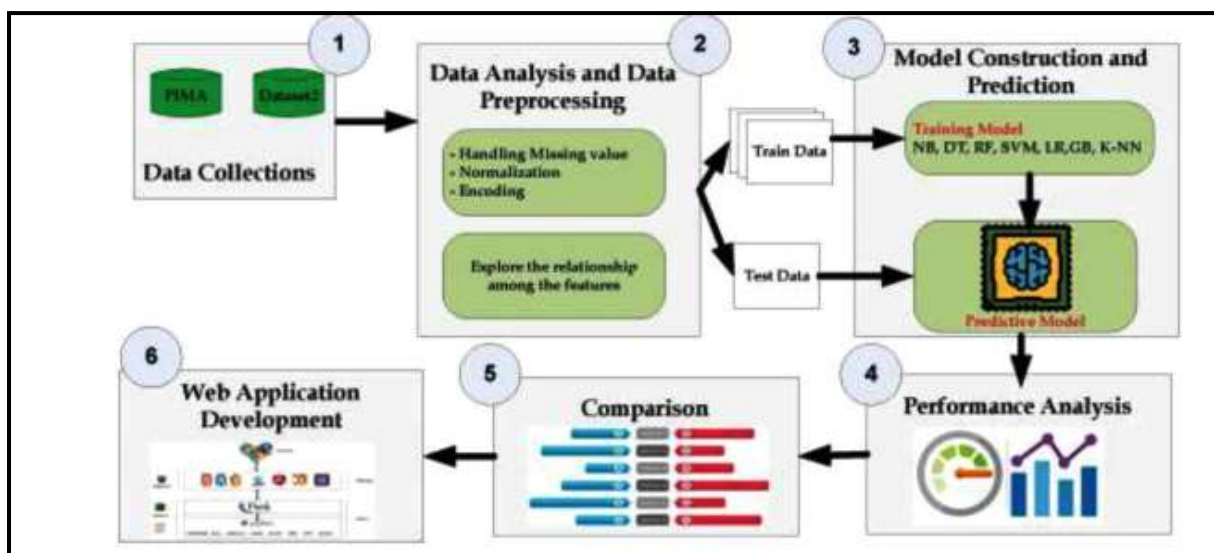 1
PIMA
Dataset2
Data Collections
2
Data Analysis and Data
Preprocessing
- Handling Missing value
- Normalization
- Encoding
Explore the relationship
among the features
Train Data
Test Data
3
Model Construction and
Prediction
Training Model
NB, DT, RF, SVM, LR,GB, K-NN
Predictive Model
4
Performance Analysis
5
Comparison
6
Web Application
Development